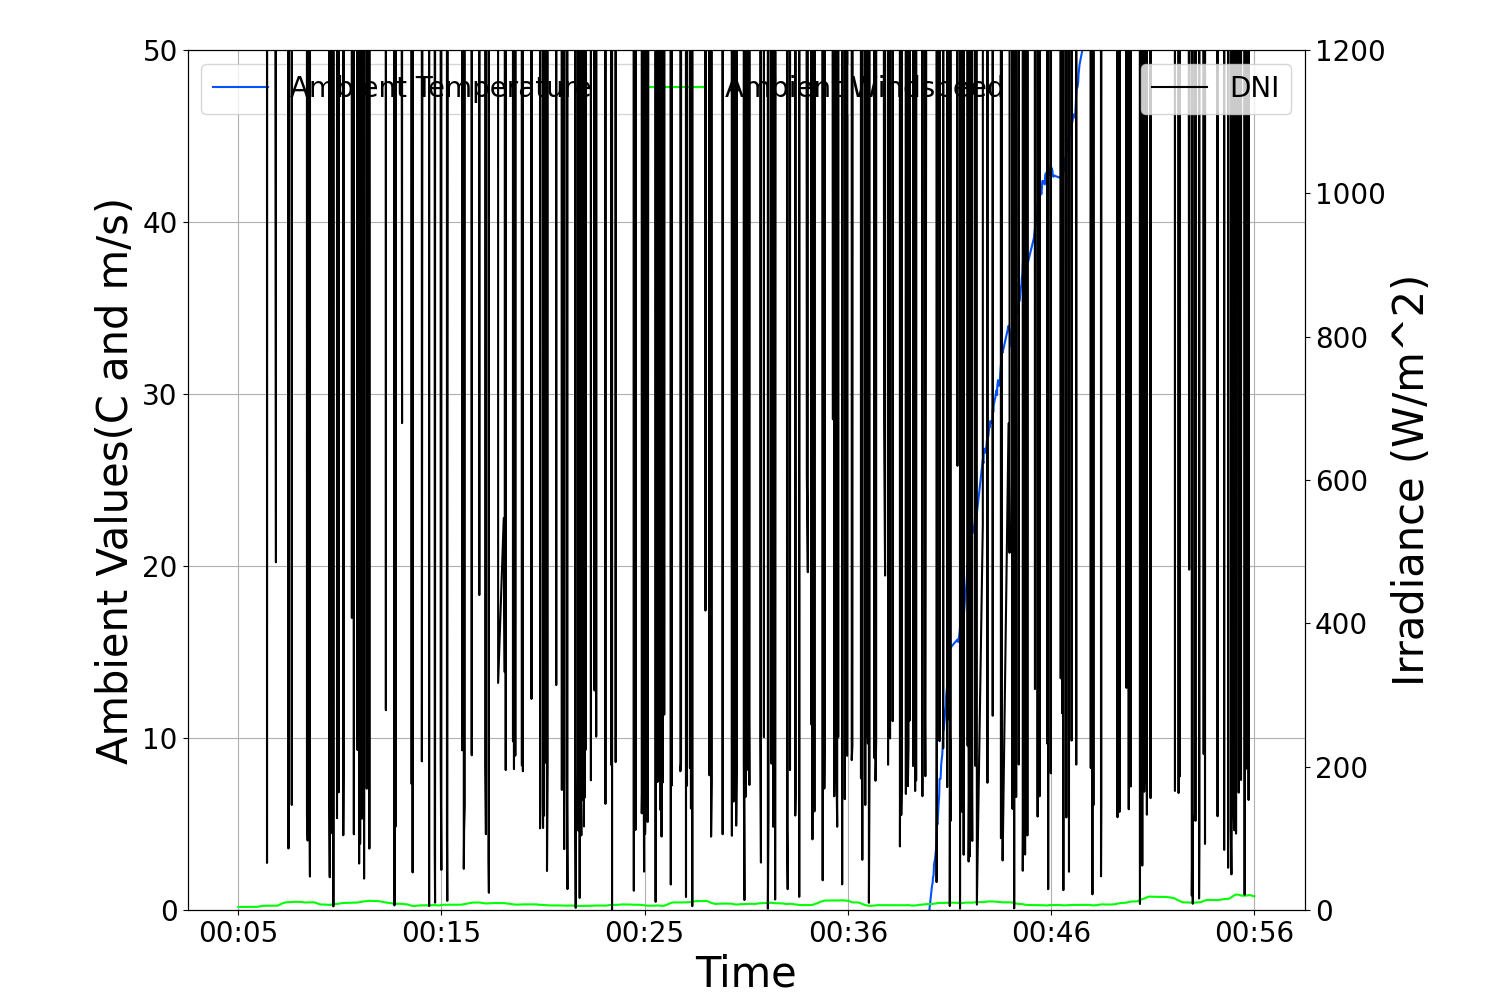 50
40
30
20
10
0
Ambient Values(C and m/s)
Ambient Temperature
Ambient Windspeed
DNI
1200
1000
800
600
400
200
0
Irradiance (W/m^2)
00:05 00:15 00:25 00:36 00:46 00:56
Time